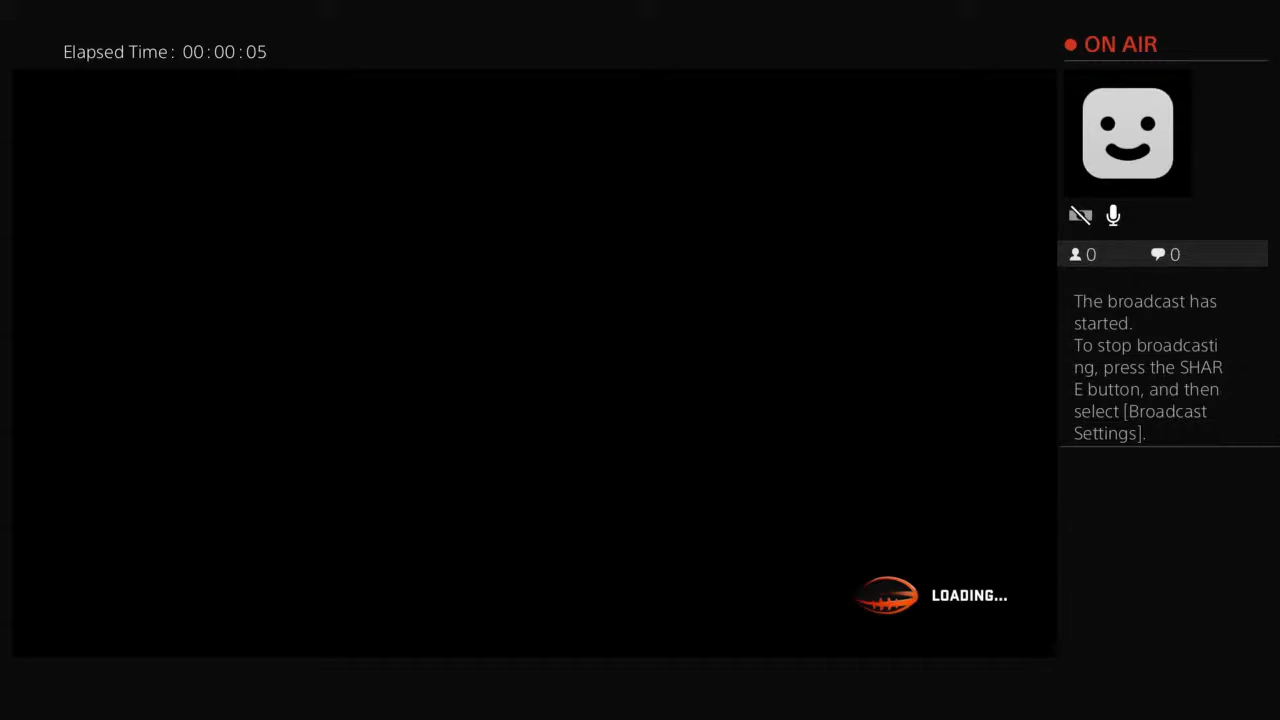 Elapsed Time: 00:00:05
ON AIR
0 0
The broadcast has
started.
To stop broadcasti
ng, press the SHAR
E button, and then
select [Broadcast
Settings].
LOADING...